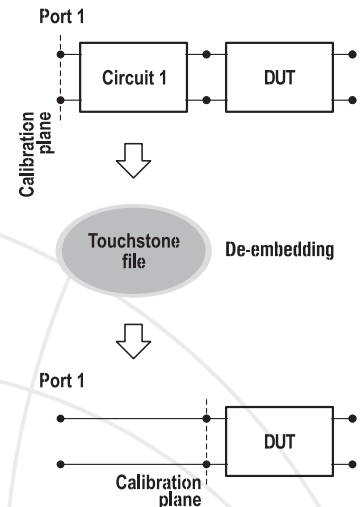 Port 1
Circuit 1
DUT
Calibration
plane
Touchstone
file
De-embedding
Port 1
DUT
Calibration
plane